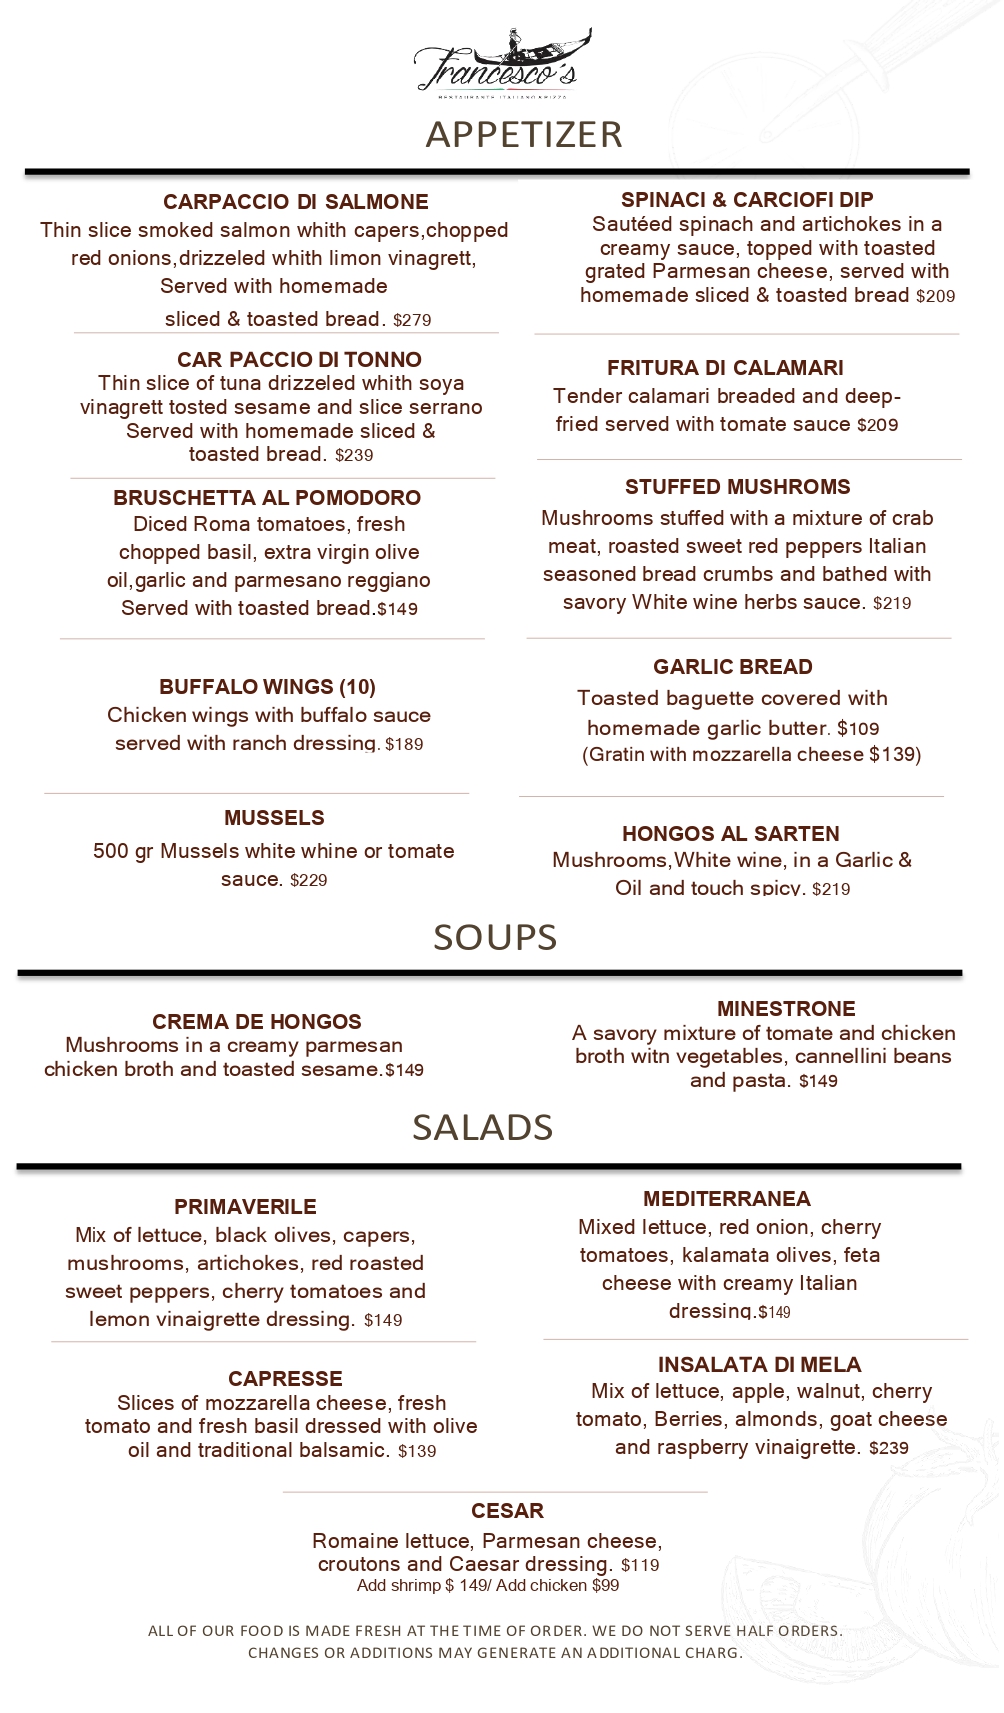 Francesco's
RESTAURANTE ITALIANO & PIZZA
APPETIZER
CARPACCIO DI SALMONE
Thin slice smoked salmon whith capers,chopped
red onions,drizzeled whith limon vinagrett,
Served with homemade
sliced & toasted bread. $279
CAR PACCIO DI TONNO
Thin slice of tuna drizzeled whith soya
vinagrett tosted sesame and slice serrano
Served with homemade sliced &
toasted bread. $239
BRUSCHETTA AL POMODORO
Diced Roma tomatoes, fresh
chopped basil, extra virgin olive
oil,garlic and parmesano reggiano
Served with toasted bread.$149
BUFFALO WINGS (10)
Chicken wings with buffalo sauce
served with ranch dressing. $189
MUSSELS
500 gr Mussels white whine or tomate
sauce. $229
SPINACI & CARCIOFI DIP
Sautéed spinach and artichokes in a
creamy sauce, topped with toasted
grated Parmesan cheese, served with
homemade sliced & toasted bread $209
FRITURA DI CALAMARI
Tender calamari breaded and deep-
fried served with tomate sauce $209
STUFFED MUSHROMS
Mushrooms stuffed with a mixture of crab
meat, roasted sweet red peppers Italian
seasoned bread crumbs and bathed with
savory White wine herbs sauce. $219
GARLIC BREAD
Toasted baguette covered with
homemade garlic butter. $109
(Gratin with mozzarella cheese $139)
HONGOS AL SARTEN
Mushrooms,White wine, in a Garlic &
Oil and touch spicy. $219
SOUPS
CREMA DE HONGOS
Mushrooms in a creamy parmesan
chicken broth and toasted sesame.$149
MINESTRONE
A savory mixture of tomate and chicken
broth witn vegetables, cannellini beans
and pasta. $149
SALADS
PRIMAVERILE
Mix of lettuce, black olives, capers,
mushrooms, artichokes, red roasted
sweet peppers, cherry tomatoes and
lemon vinaigrette dressing. $149
CAPRESSE
Slices of mozzarella cheese, fresh
tomato and fresh basil dressed with olive
oil and traditional balsamic. $139
MEDITERRANEA
Mixed lettuce, red onion, cherry
tomatoes, kalamata olives, feta
cheese with creamy Italian
dressing.$149
INSALATA DI MELA
Mix of lettuce, apple, walnut, cherry
tomato, Berries, almonds, goat cheese
and raspberry vinaigrette. $239
CESAR
Romaine lettuce, Parmesan cheese,
croutons and Caesar dressing. $119
Add shrimp $ 149/ Add chicken $99
ALL OF OUR FOOD IS MADE FRESH AT THE TIME OF ORDER. WE DO NOT SERVE HALF ORDERS.
CHANGES OR ADDITIONS MAY GENERATE AN ADDITIONAL CHARG.